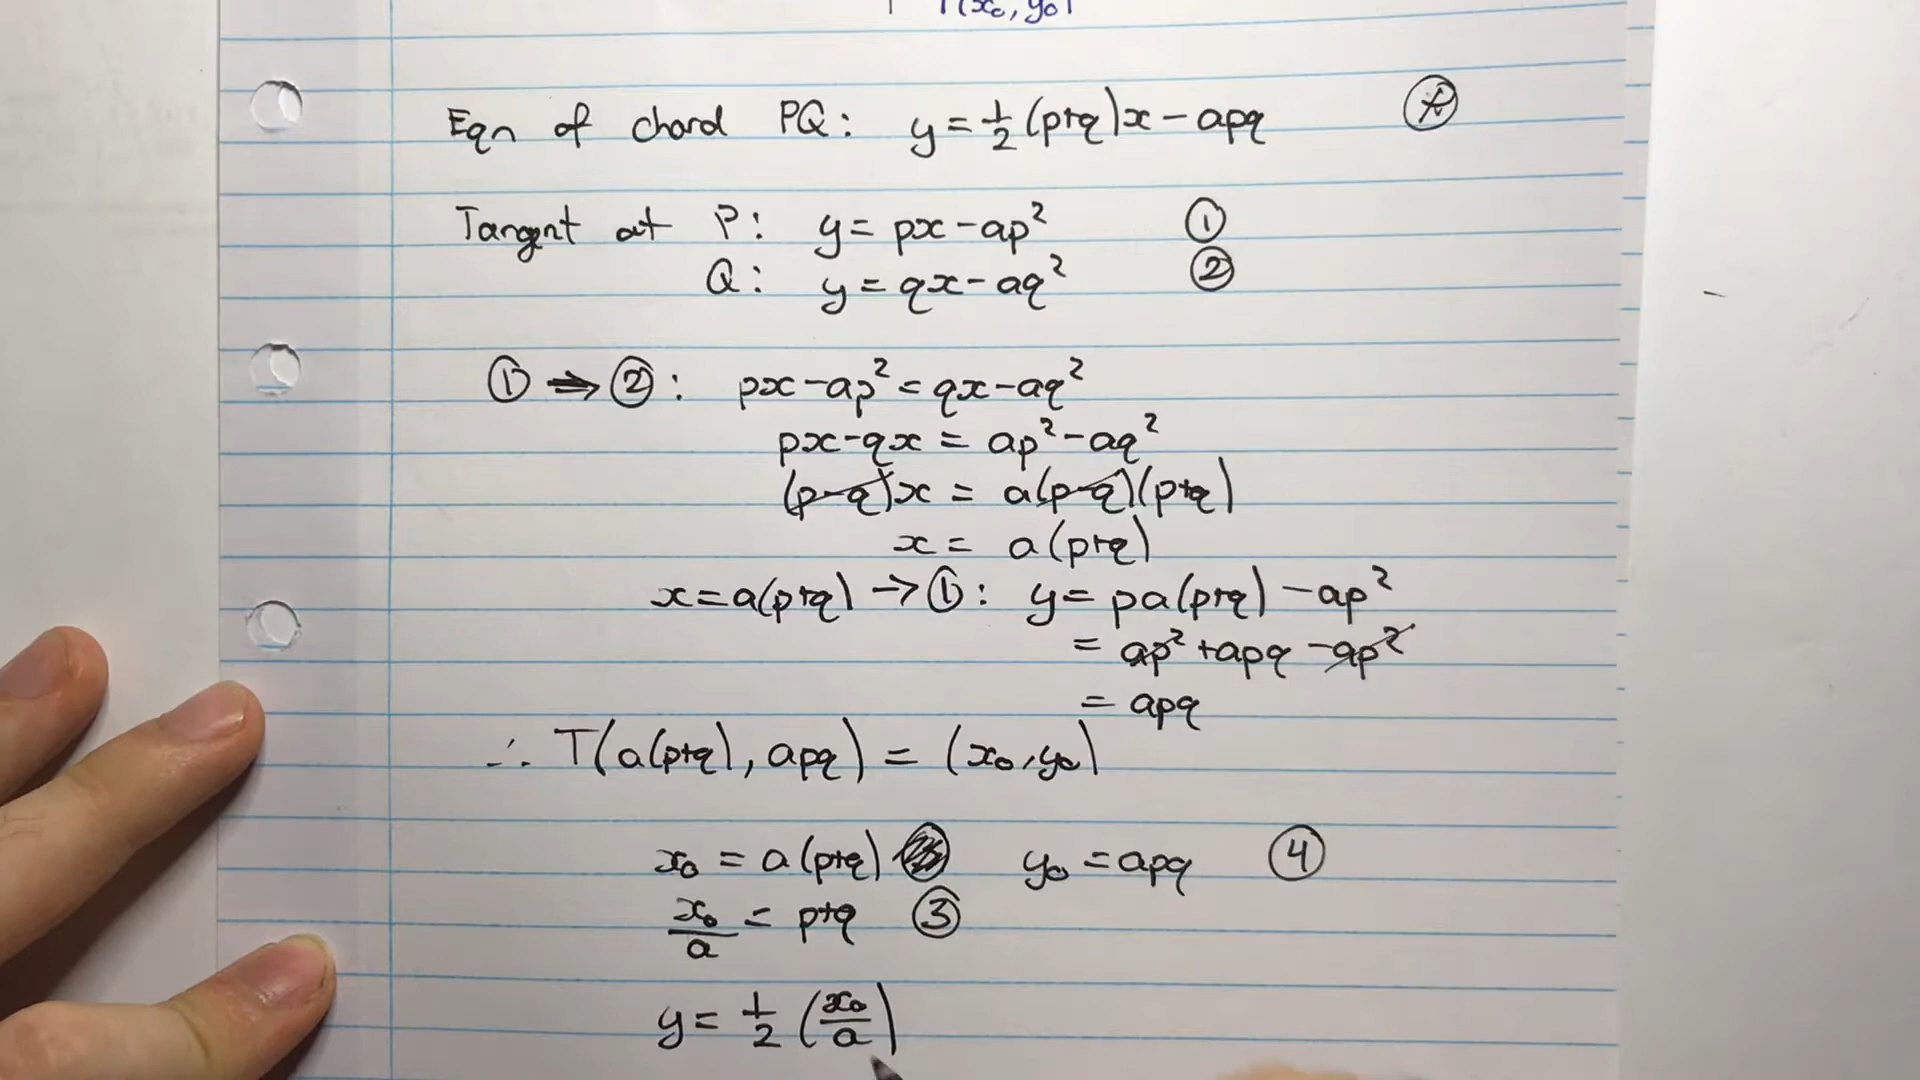 T(x₀, y₀)
Eqn of chord PQ: y = ½(p+q)x − apq ✱
Tangent at P: y = px − ap² ①
Q: y = qx − aq² ②
① → ②: px − ap² = qx − aq²
px − qx = ap² − aq²
(p−q)x = a(p−q)(p+q)
x = a(p+q)
x = a(p+q) → ①: y = pa(p+q) − ap²
= ap² + apq − ap²
= apq
∴ T(a(p+q), apq) = (x₀, y₀)
x₀ = a(p+q) y₀ = apq ④
x₀/a = p+q ③
y = ½(x₀/a)